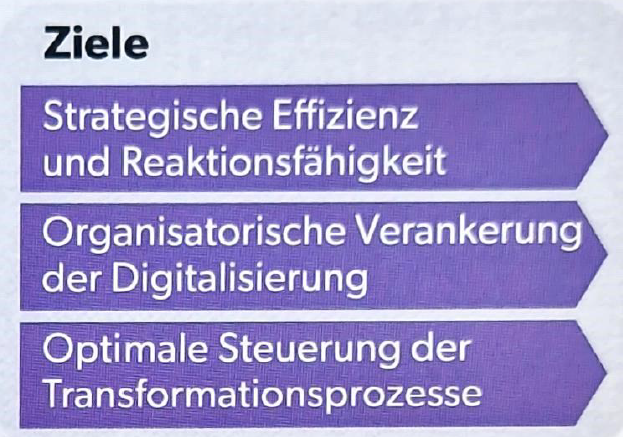 Ziele
Strategische Effizienz
und Reaktionsfähigkeit
Organisatorische Verankerung
der Digitalisierung
Optimale Steuerung der
Transformationsprozesse